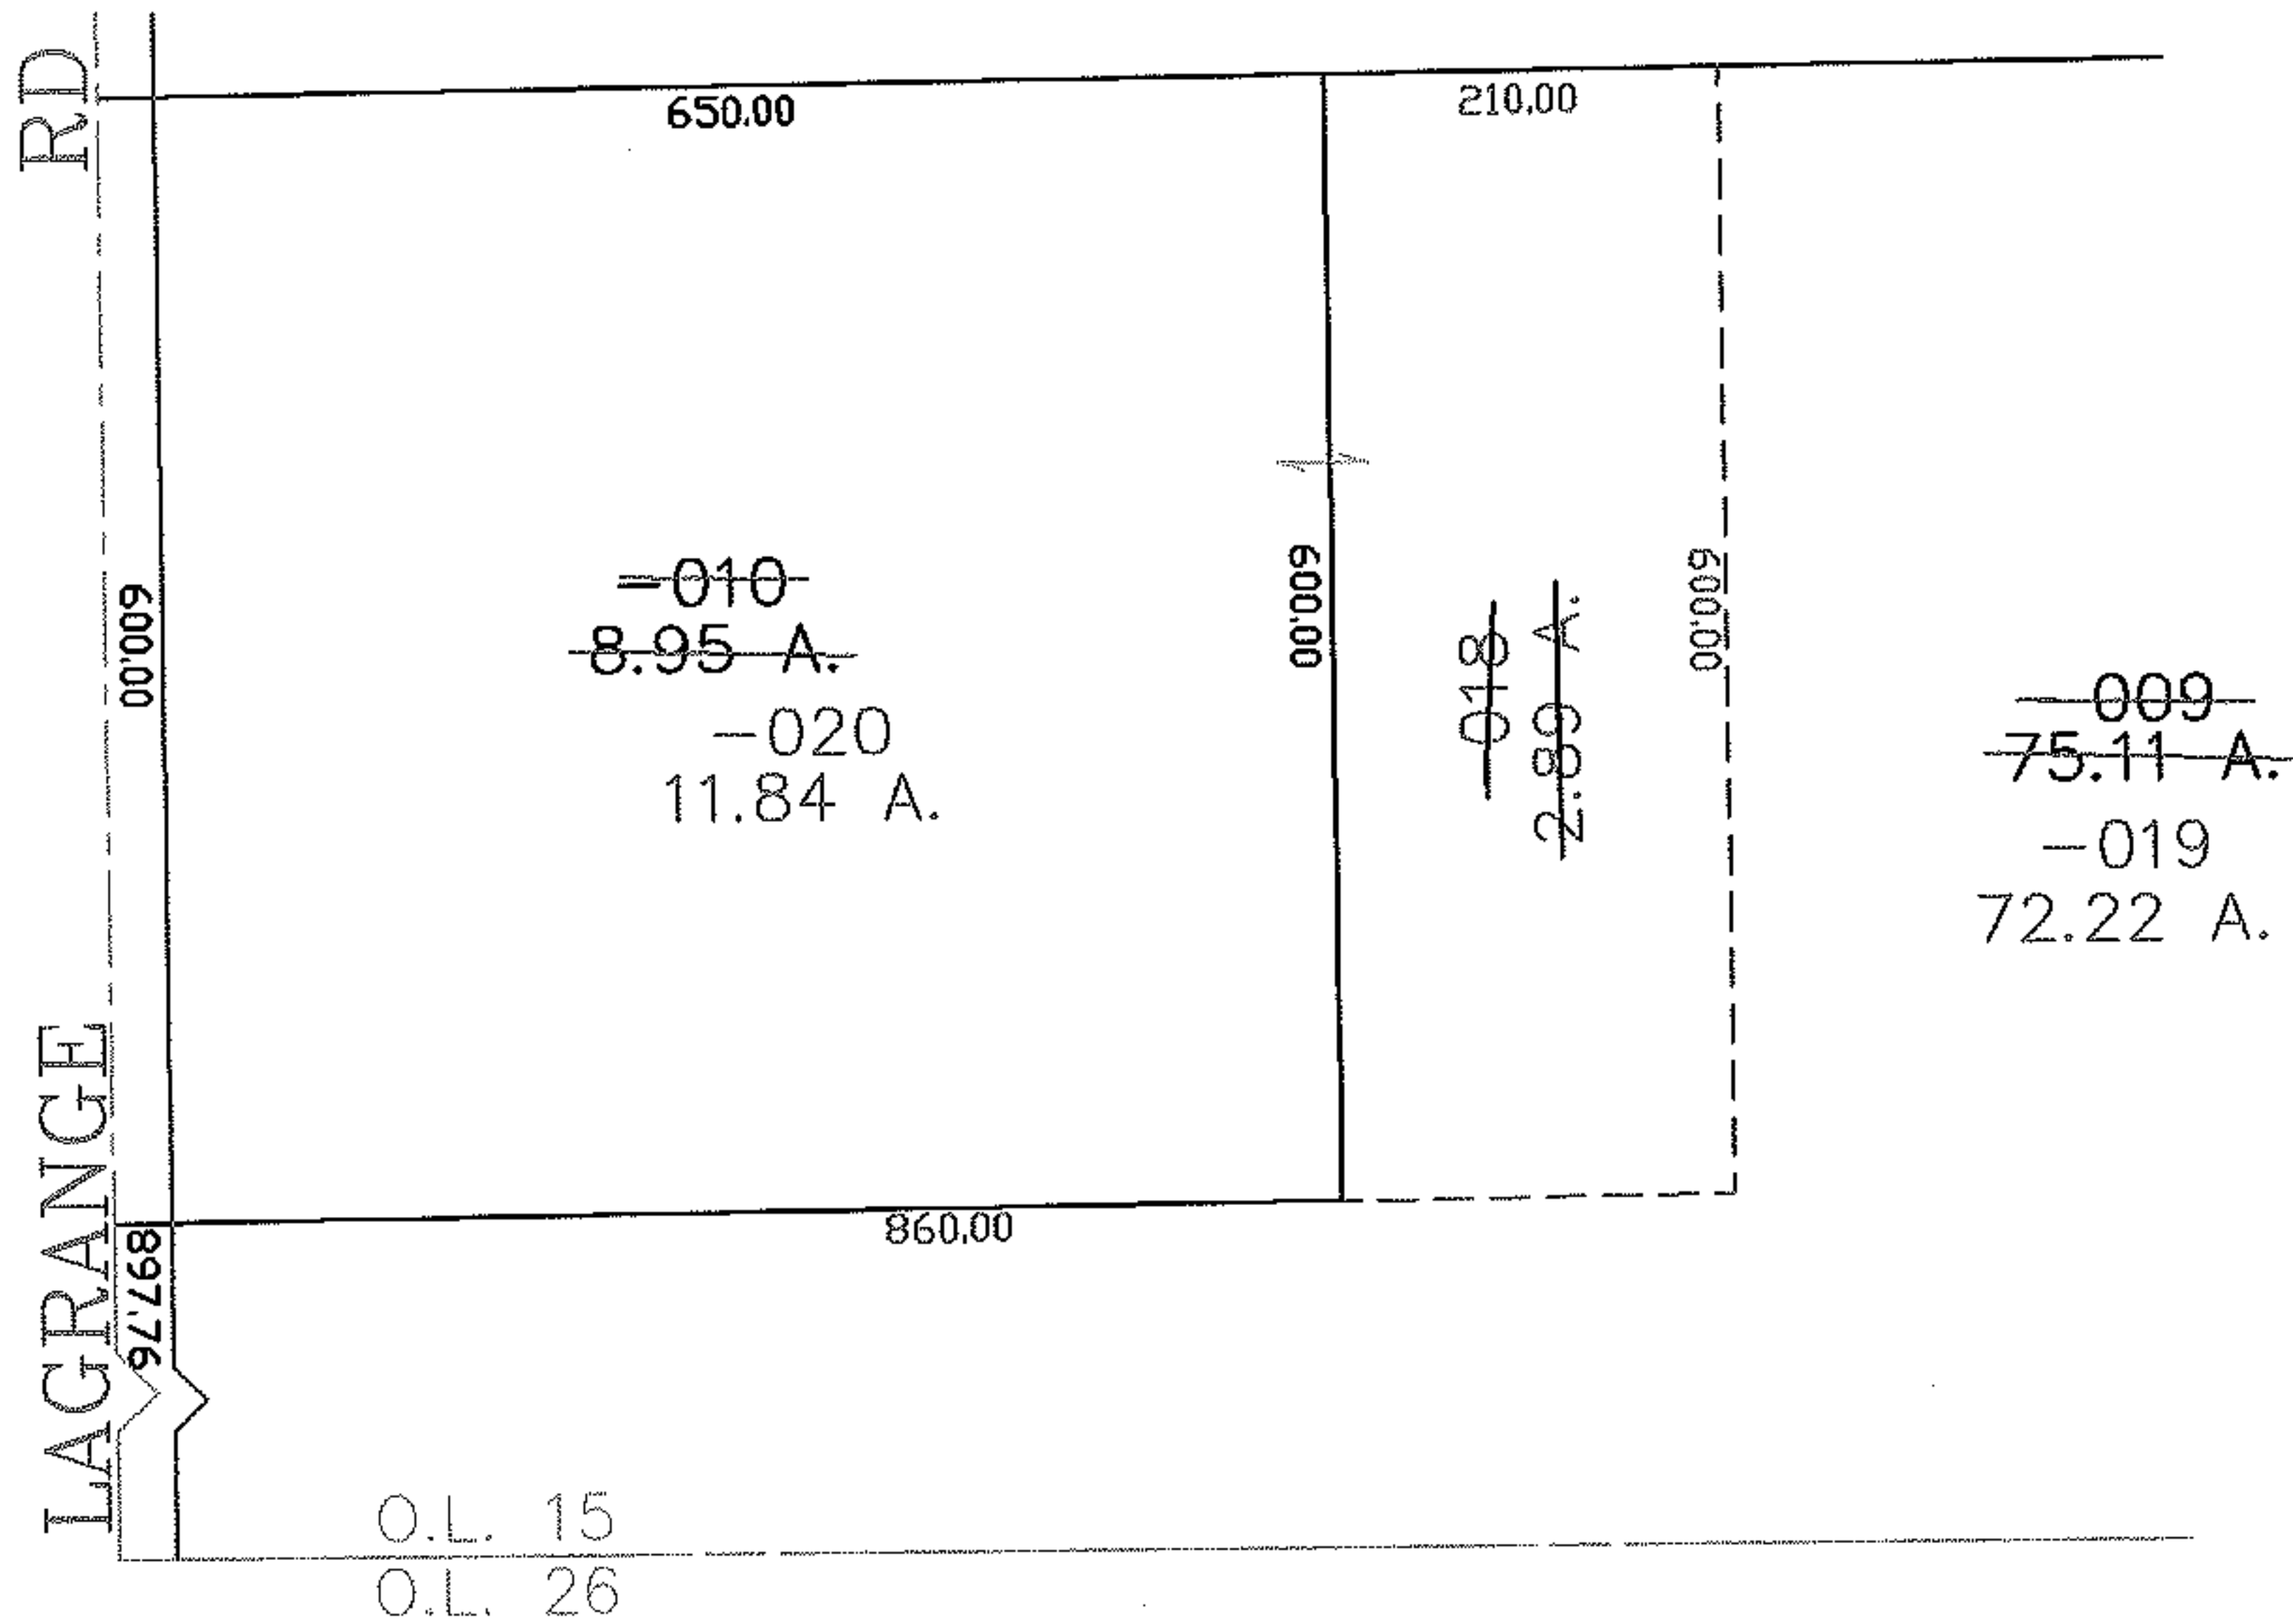 LAGRANGE RD
650.00
210.00
600.00
600.00
600.00
-010
8.95 A.
-020
11.84 A.
-018
2.89 A.
-009
75.11 A.
-019
72.22 A.
860.00
897.76
O.L. 15
O.L. 26